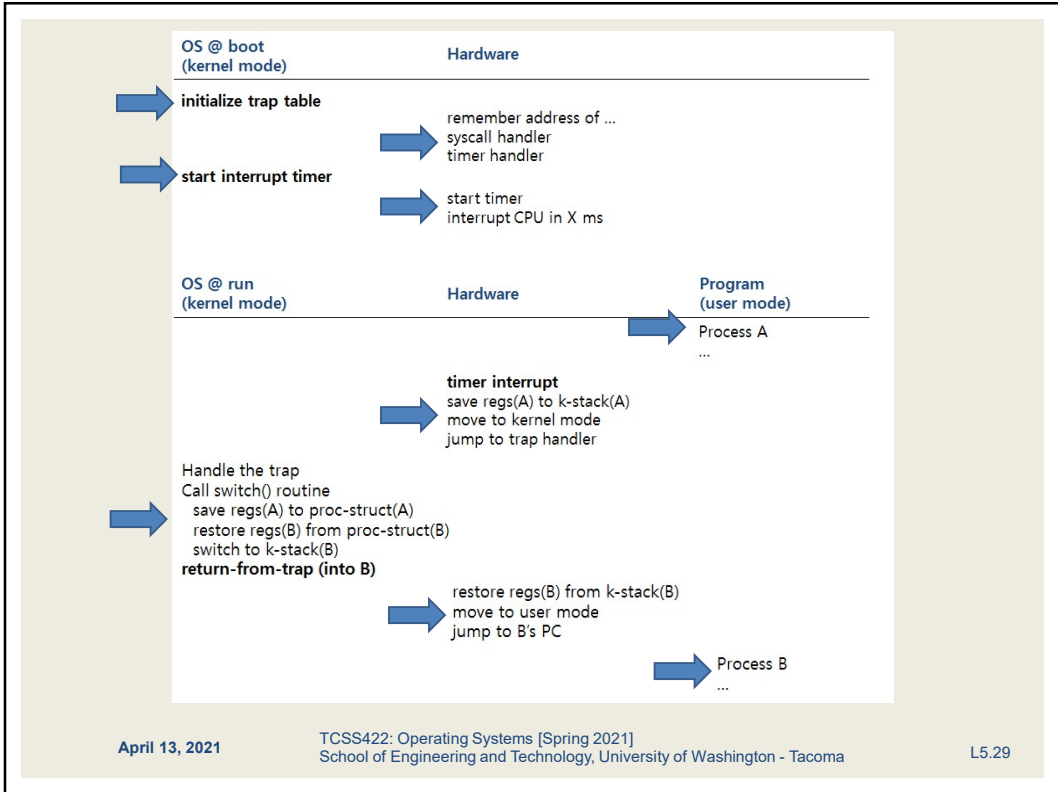 OS @ boot
(kernel mode)
Hardware
initialize trap table
remember address of ...
syscall handler
timer handler
start interrupt timer
start timer
interrupt CPU in X ms
OS @ run
(kernel mode)
Hardware
Program
(user mode)
Process A
...
timer interrupt
save regs(A) to k-stack(A)
move to kernel mode
jump to trap handler
Handle the trap
Call switch() routine
save regs(A) to proc-struct(A)
restore regs(B) from proc-struct(B)
switch to k-stack(B)
return-from-trap (into B)
restore regs(B) from k-stack(B)
move to user mode
jump to B's PC
Process B
...
April 13, 2021
TCSS422: Operating Systems [Spring 2021]
School of Engineering and Technology, University of Washington - Tacoma
L5.29